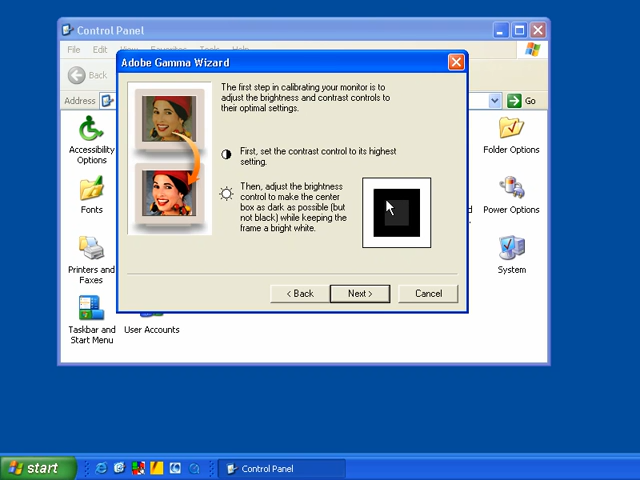 Control Panel
File Edit View Favorites Tools Help
Back
Address Go
Adobe Gamma Wizard
The first step in calibrating your monitor is to
adjust the brightness and contrast controls to
their optimal settings.
First, set the contrast control to its highest
setting.
Then, adjust the brightness
control to make the center
box as dark as possible (but
not black) while keeping the
frame a bright white.
< Back Next > Cancel
Accessibility
Options
Folder Options
Fonts
Power Options
Printers and
Faxes
System
Taskbar and
Start Menu
User Accounts
start
Control Panel